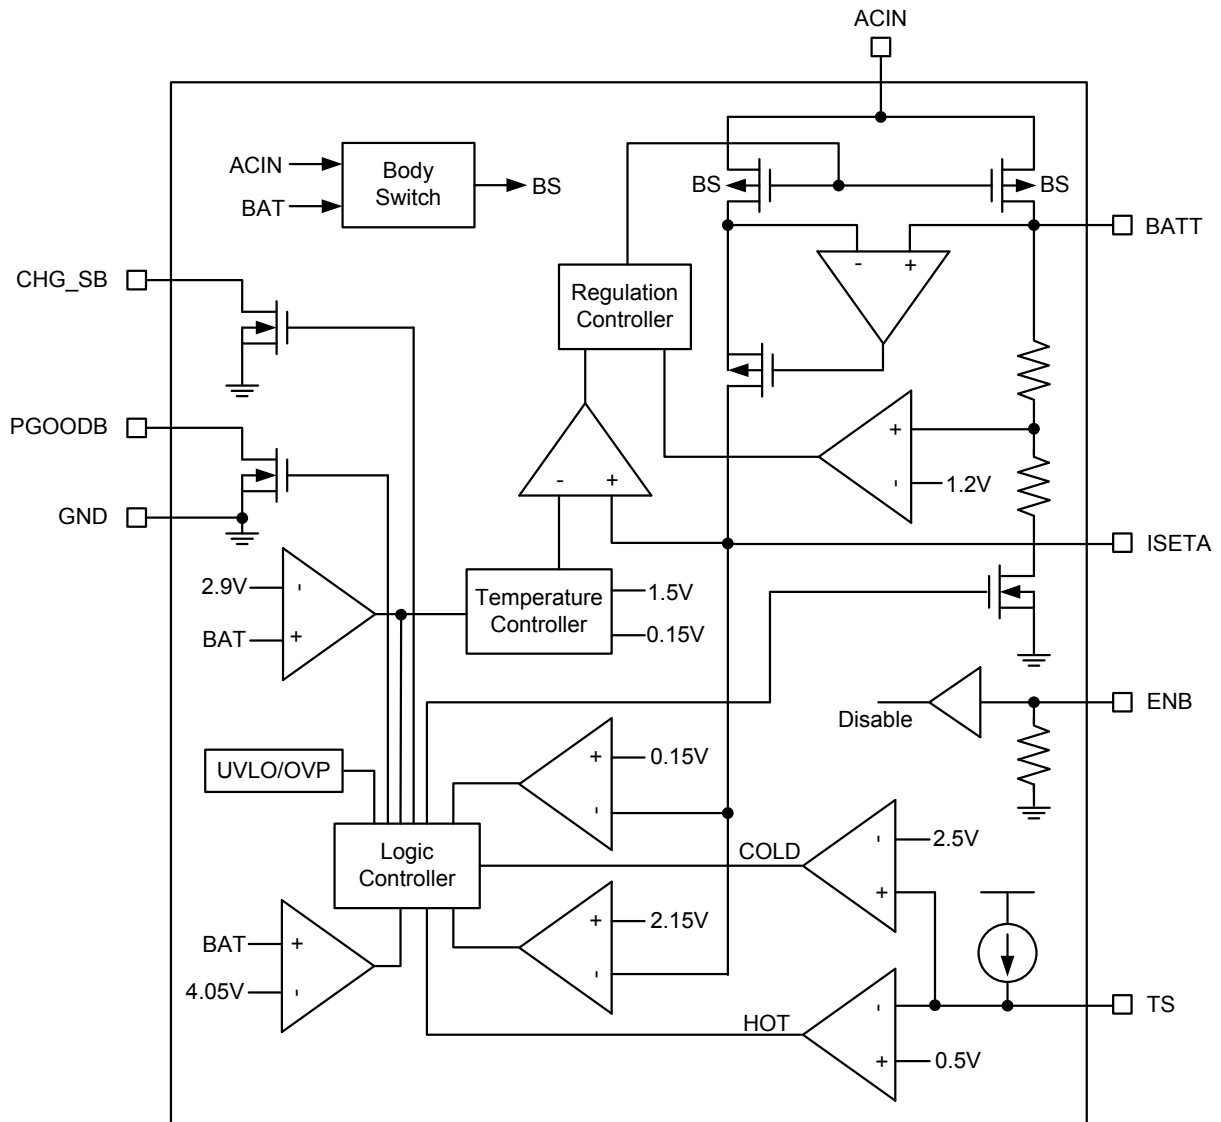 ACIN
ACIN
BAT
Body
Switch
BS
BS
BS
BATT
CHG_SB
Regulation
Controller
-
+
PGOODB
+
-
1.2V
GND
-
+
ISETA
2.9V
-
BAT
+
Temperature
Controller
1.5V
0.15V
Disable
ENB
UVLO/OVP
+
0.15V
-
Logic
Controller
COLD
-
2.5V
+
+
2.15V
-
BAT
+
4.05V
-
HOT
-
+
0.5V
TS